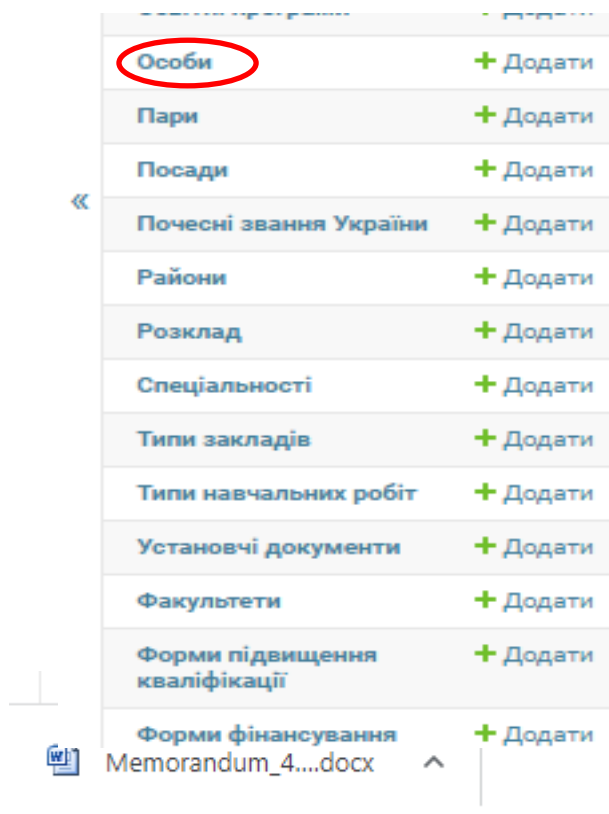 Особи + Додати
Пари + Додати
Посади + Додати
«
Почесні звання України + Додати
Райони + Додати
Розклад + Додати
Спеціальності + Додати
Типи закладів + Додати
Типи навчальних робіт + Додати
Установчі документи + Додати
Факультети + Додати
Форми підвищення + Додати
кваліфікації
Форми фінансування + Додати
Memorandum_4....docx